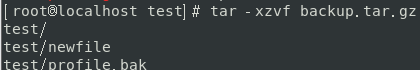 [root@localhost test]# tar -xzvf backup.tar.gz
test/
test/newfile
test/profile.bak